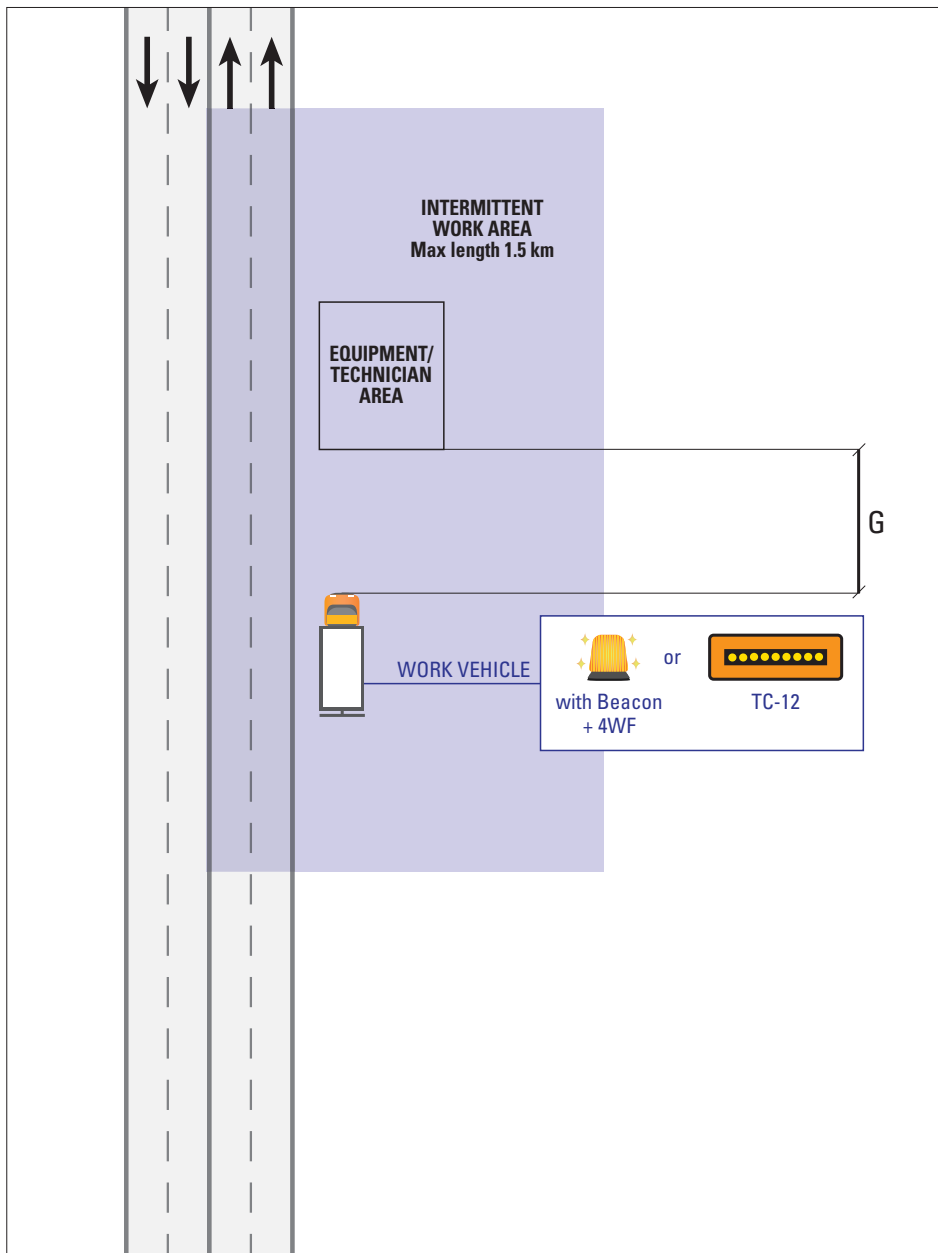 INTERMITTENT
WORK AREA
Max length 1.5 km
EQUIPMENT/
TECHNICIAN
AREA
G
WORK VEHICLE
or
with Beacon
+ 4WF
TC-12